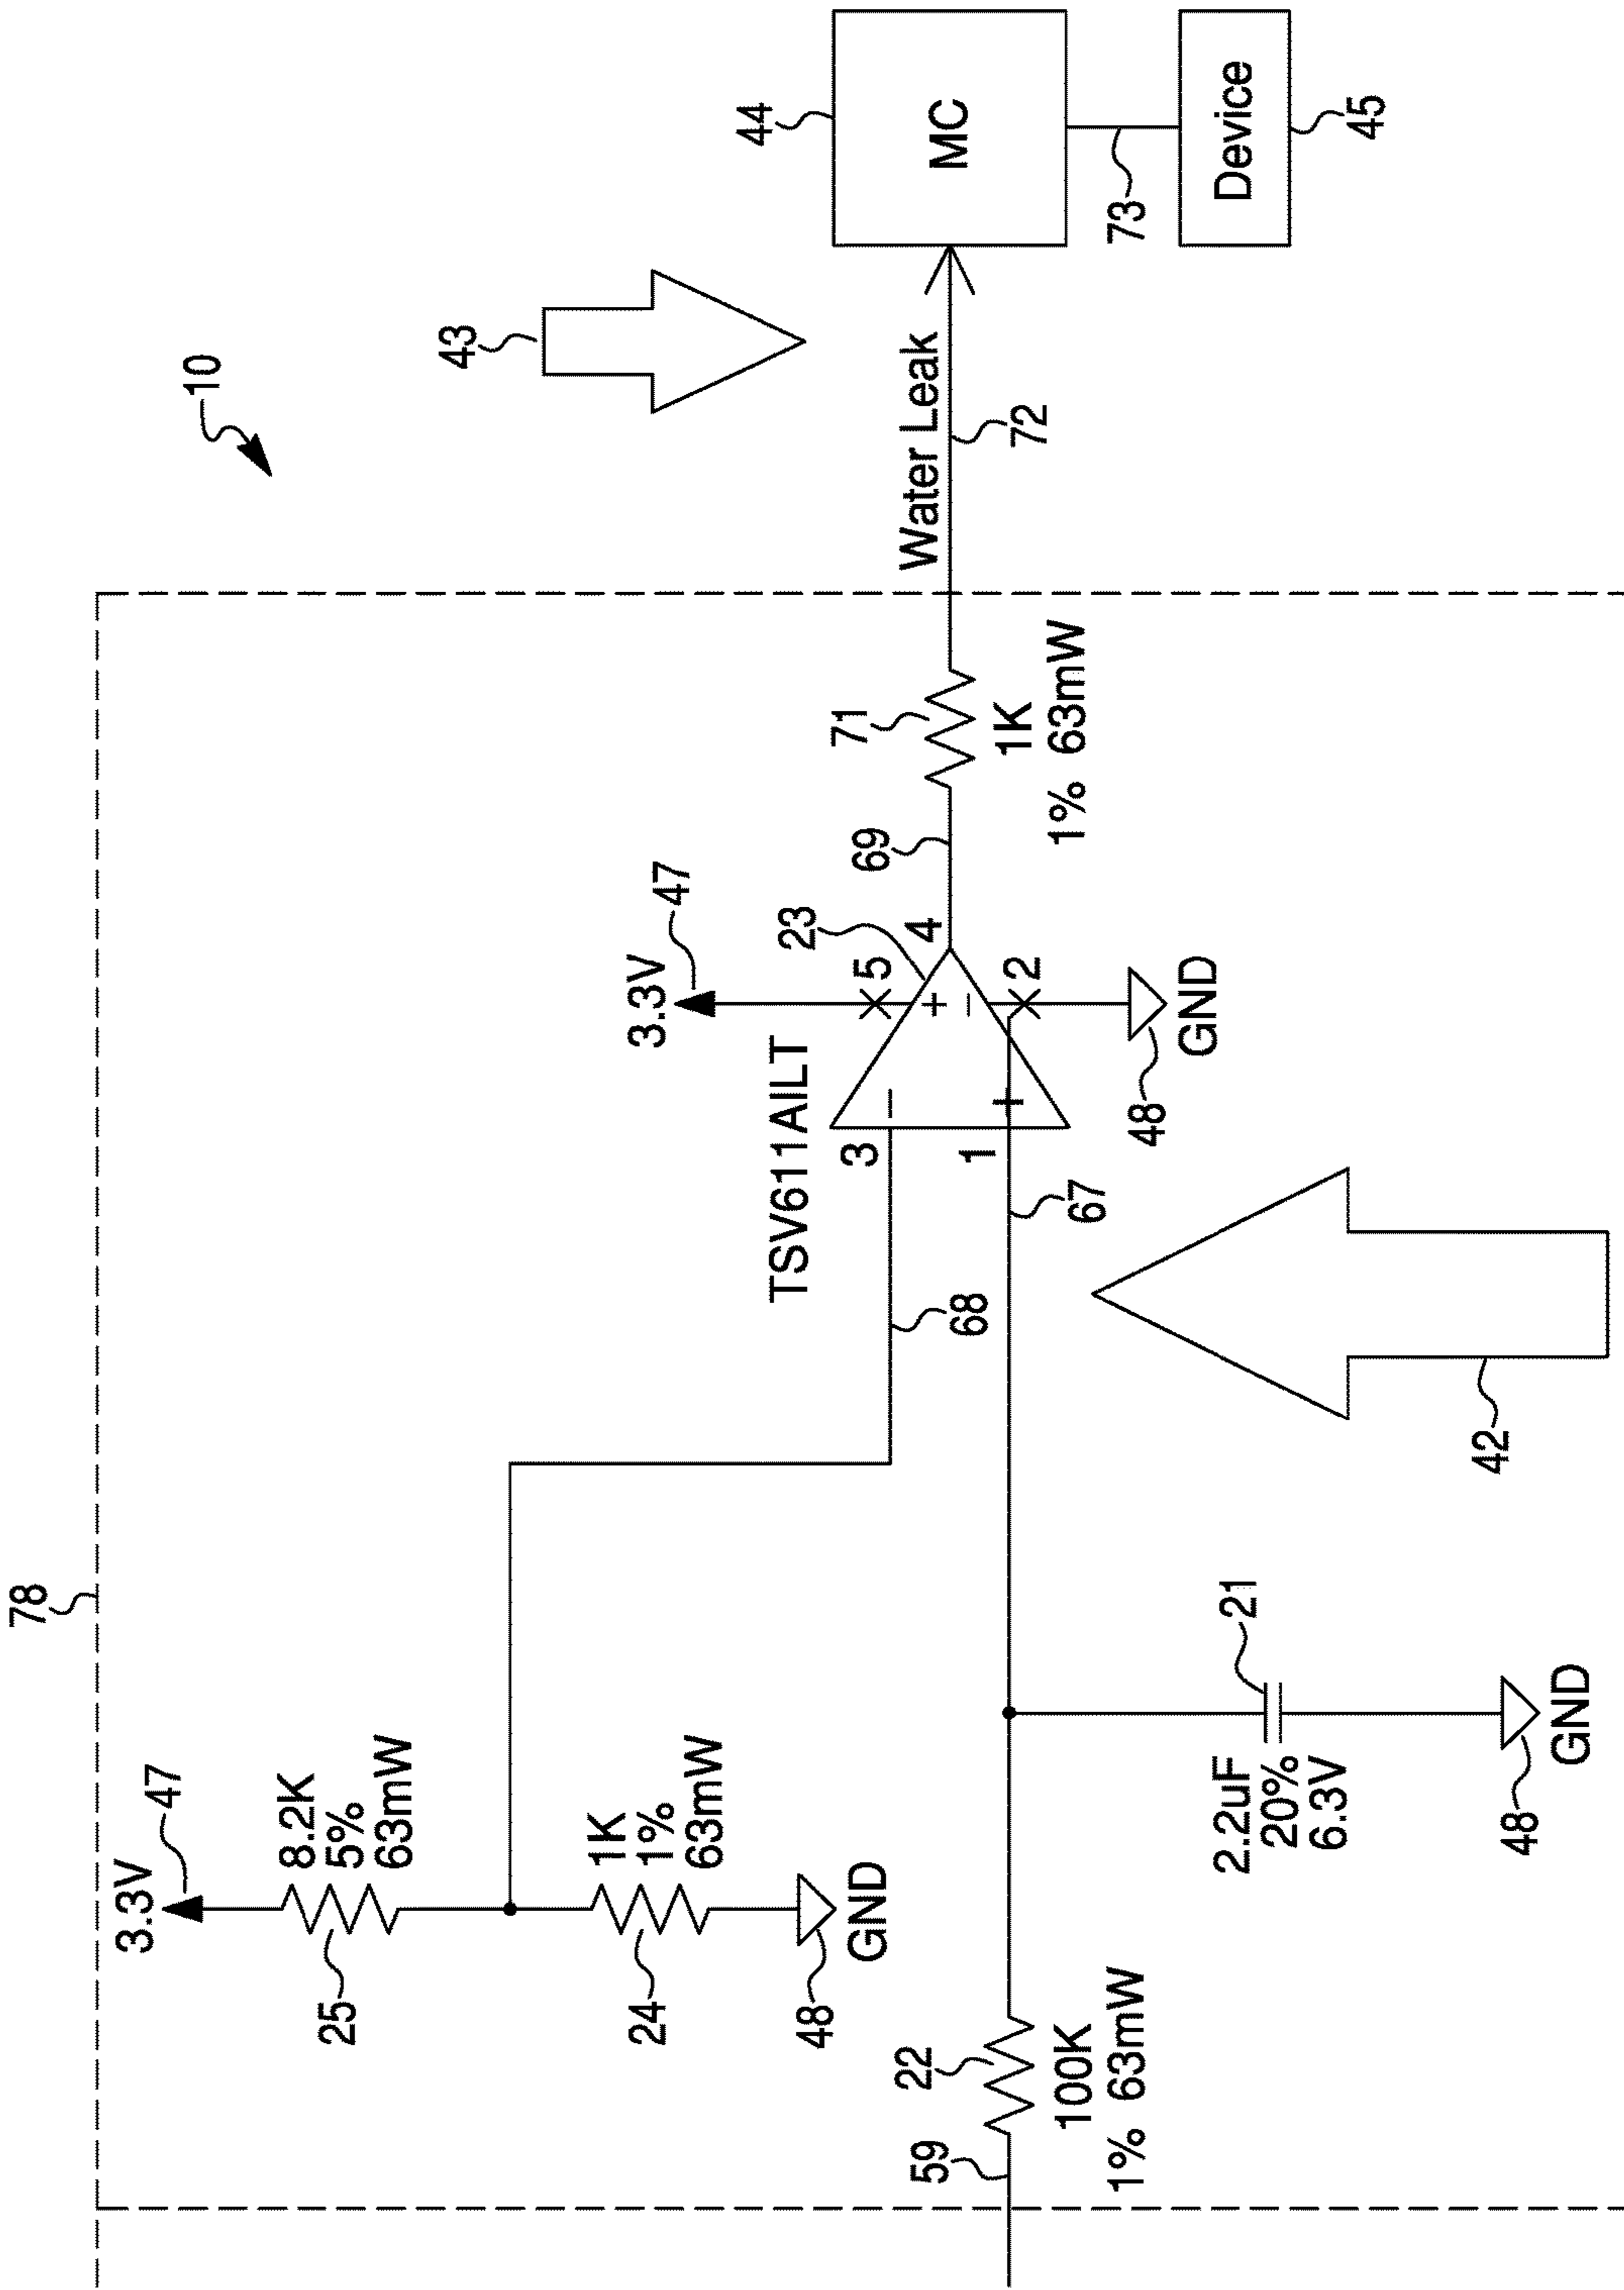 78
10
3.3V
47
8.2K
5%
63mW
25
1K
1%
63mW
24
48
GND
59
22
100K
1% 63mW
21
2.2uF
20%
6.3V
48
GND
68
67
42
TSV611AILT
3.3V
47
3
1
5
2
4
23
+
−
−
+
48
GND
69
71
1K
1% 63mW
Water Leak
72
43
44
MC
73
Device
45